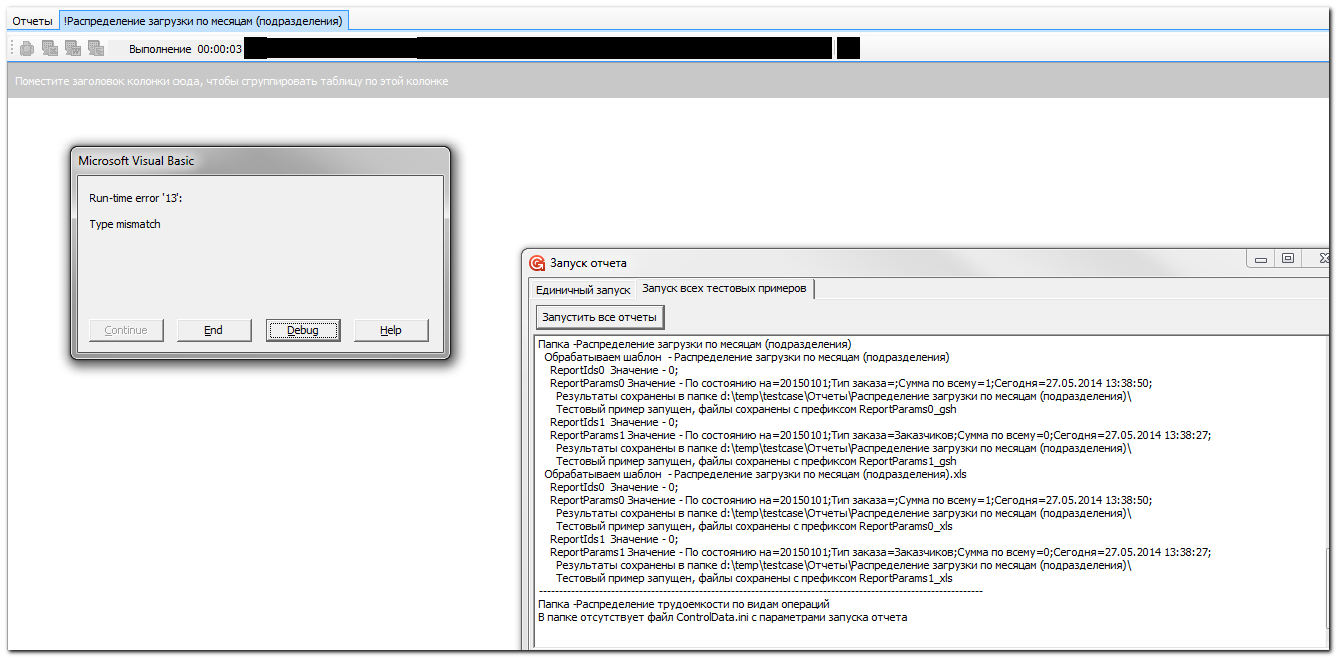 Отчеты !Распределение загрузки по месяцам (подразделения)
Выполнение 00:00:03
Поместите заголовок колонки сюда, чтобы сгруппировать таблицу по этой колонке
Microsoft Visual Basic
Run-time error '13':
Type mismatch
Continue End Debug Help
Запуск отчета
Единичный запуск Запуск всех тестовых примеров
Запустить все отчеты
Папка -Распределение загрузки по месяцам (подразделения)
Обрабатываем шаблон - Распределение загрузки по месяцам (подразделения)
ReportIds0 Значение - 0;
ReportParams0 Значение - По состоянию на=20150101;Тип заказа=;Сумма по всему=1;Сегодня=27.05.2014 13:38:50;
Результаты сохранены в папке d:\temp\testcase\Отчеты\Распределение загрузки по месяцам (подразделения)\
Тестовый пример запущен, файлы сохранены с префиксом ReportParams0_gsh
ReportIds1 Значение - 0;
ReportParams1 Значение - По состоянию на=20150101;Тип заказа=Заказчиков;Сумма по всему=0;Сегодня=27.05.2014 13:38:27;
Результаты сохранены в папке d:\temp\testcase\Отчеты\Распределение загрузки по месяцам (подразделения)\
Тестовый пример запущен, файлы сохранены с префиксом ReportParams1_gsh
Обрабатываем шаблон - Распределение загрузки по месяцам (подразделения).xls
ReportIds0 Значение - 0;
ReportParams0 Значение - По состоянию на=20150101;Тип заказа=;Сумма по всему=1;Сегодня=27.05.2014 13:38:50;
Результаты сохранены в папке d:\temp\testcase\Отчеты\Распределение загрузки по месяцам (подразделения)\
Тестовый пример запущен, файлы сохранены с префиксом ReportParams0_xls
ReportIds1 Значение - 0;
ReportParams1 Значение - По состоянию на=20150101;Тип заказа=Заказчиков;Сумма по всему=0;Сегодня=27.05.2014 13:38:27;
Результаты сохранены в папке d:\temp\testcase\Отчеты\Распределение загрузки по месяцам (подразделения)\
Тестовый пример запущен, файлы сохранены с префиксом ReportParams1_xls
Папка -Распределение трудоемкости по видам операций
В папке отсутствует файл ControlData.ini с параметрами запуска отчета